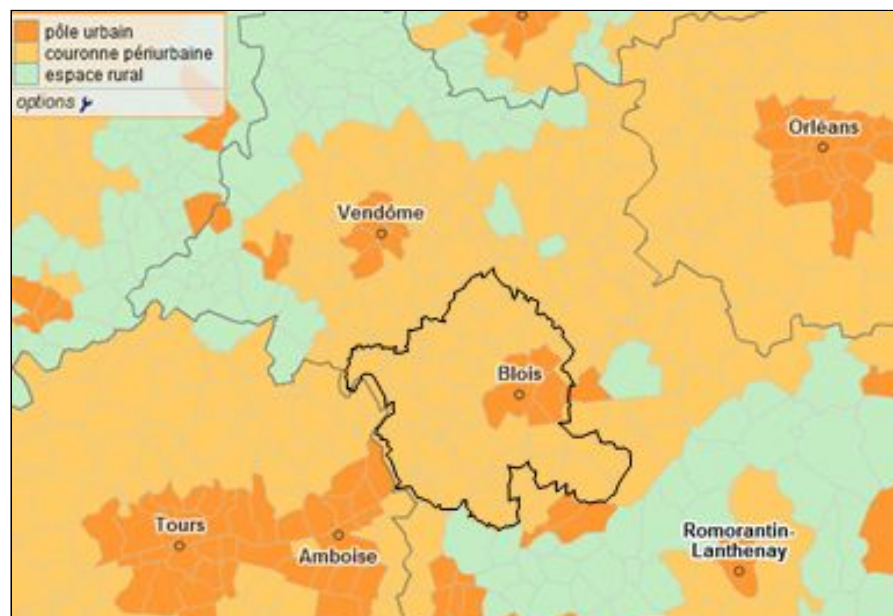 pôle urbain
couronne périurbaine
espace rural
options
Orléans
Vendôme
Blois
Tours
Amboise
Romorantin-
Lanthenay